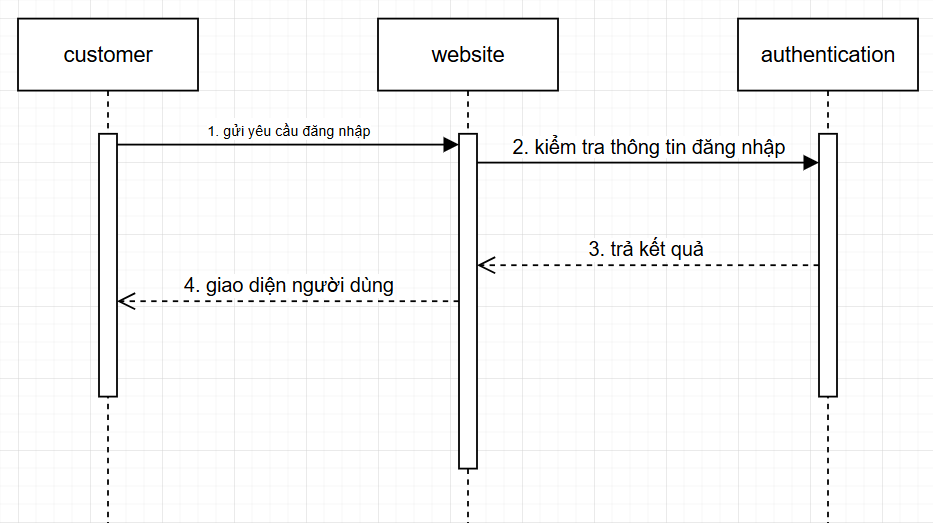 customer
website
authentication
1. gửi yêu cầu đăng nhập
2. kiểm tra thông tin đăng nhập
3. trả kết quả
4. giao diện người dùng